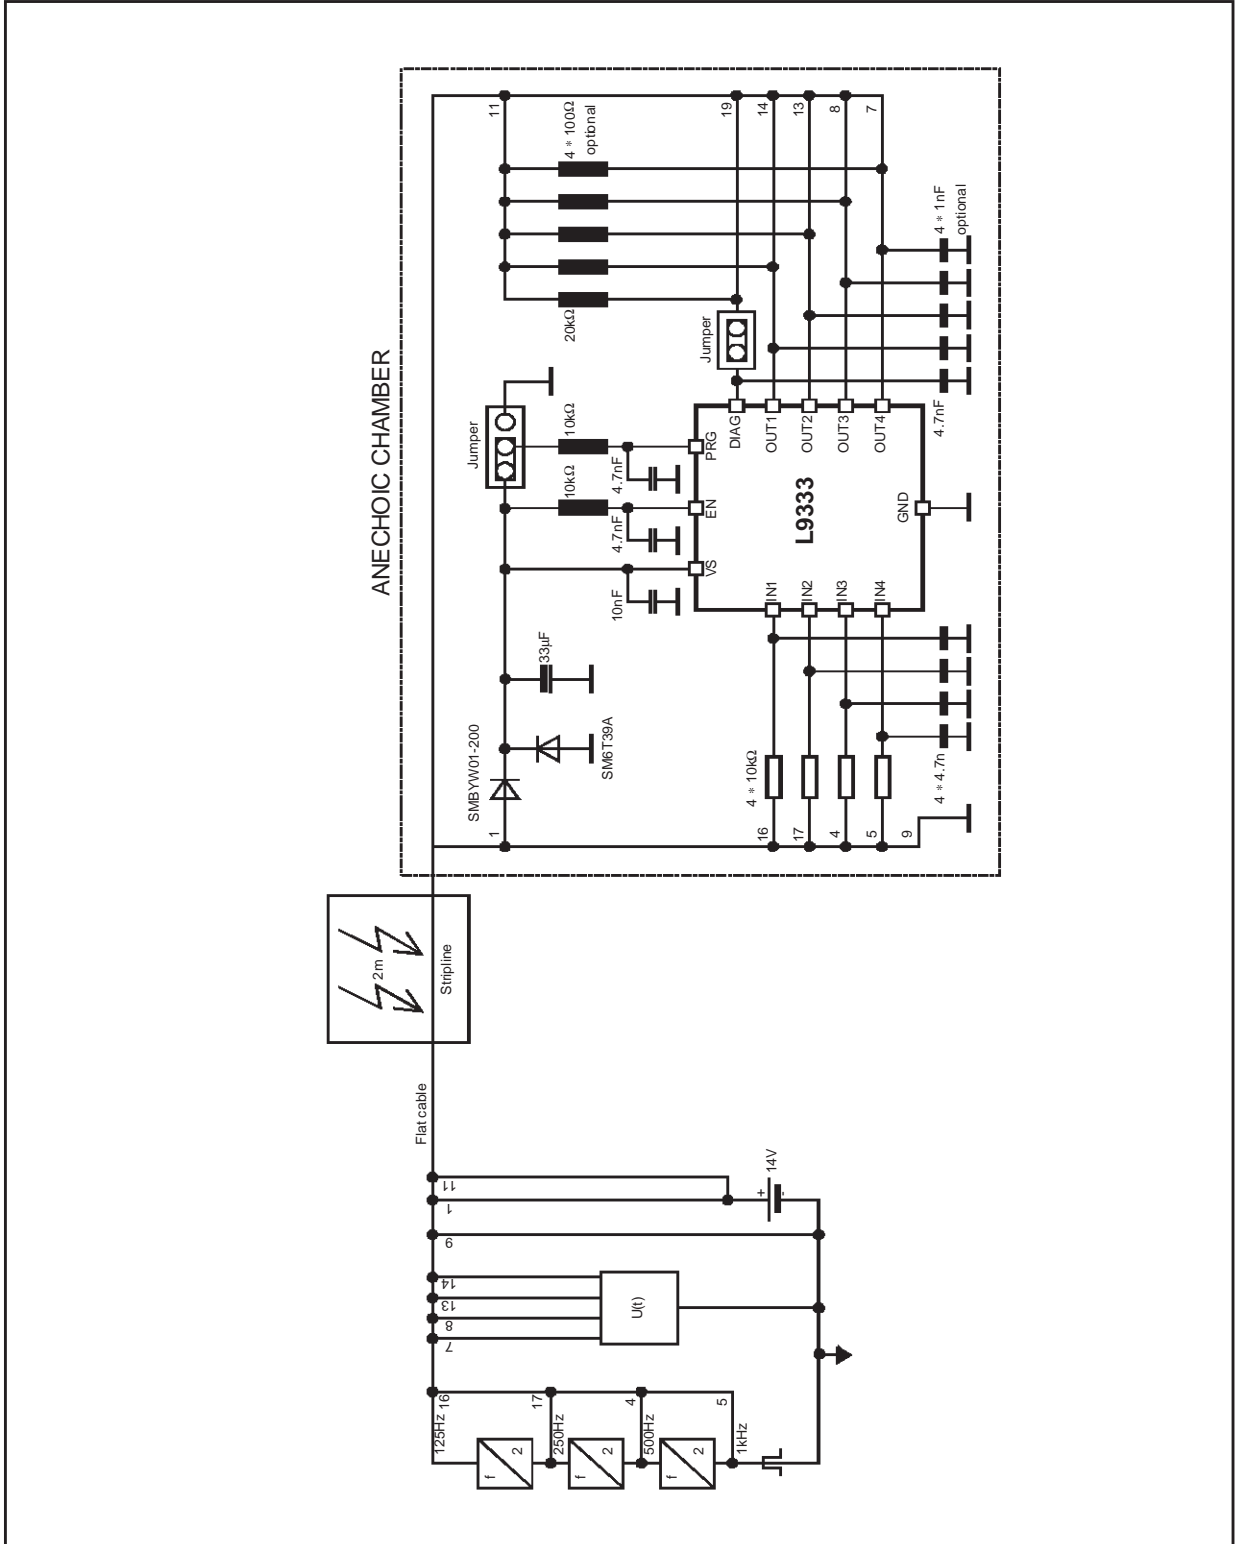 ANECHOIC CHAMBER
11
4 * 100Ω
optional
19
14
13
8
7
20kΩ
Jumper
4 * 1nF
optional
Jumper
10kΩ
10kΩ
4.7nF
4.7nF
10nF
4.7nF
PRG
EN
VS
DIAG
OUT1
OUT2
OUT3
OUT4
L9333
GND
IN1
IN2
IN3
IN4
33µF
SM6T39A
SMBYW01-200
1
4 * 10kΩ
4 * 4.7n
16
17
4
5
9
2m
Stripline
Flat cable
11
1
9
14
13
8
7
14V
+
-
U(t)
125Hz
16
17
250Hz
4
500Hz
5
1kHz
f
2
f
2
f
2